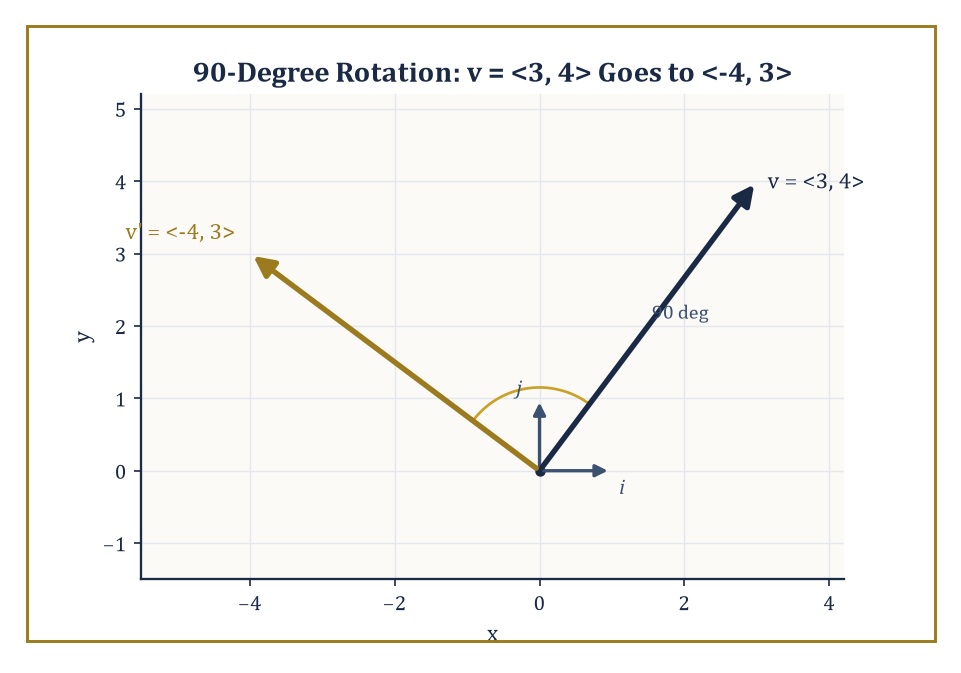 90-Degree Rotation: v = <3, 4> Goes to <-4, 3>
5
4
3
2
1
0
−1
y
v = <3, 4>
v' = <-4, 3>
90 deg
j
i
−4
−2
0
2
4
x